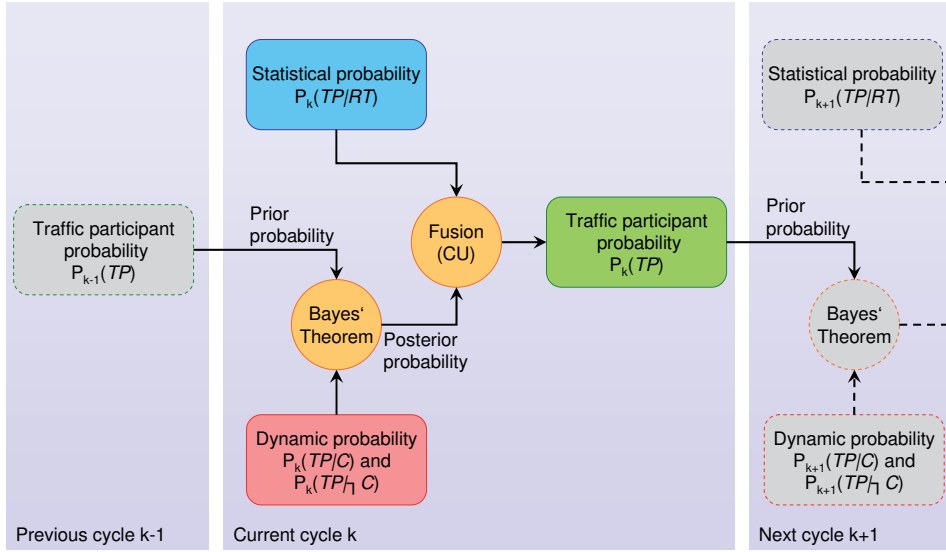 Statistical probability
Pₖ(TP/RT)
Statistical probability
Pₖ₊₁(TP/RT)
Traffic participant
probability
Pₖ₋₁(TP)
Prior
probability
Fusion
(CU)
Traffic participant
probability
Pₖ(TP)
Prior
probability
Bayes‘
Theorem
Posterior
probability
Bayes‘
Theorem
Dynamic probability
Pₖ(TP/C) and
Pₖ(TP/┐C)
Dynamic probability
Pₖ₊₁(TP/C) and
Pₖ₊₁(TP/┐C)
Previous cycle k-1
Current cycle k
Next cycle k+1